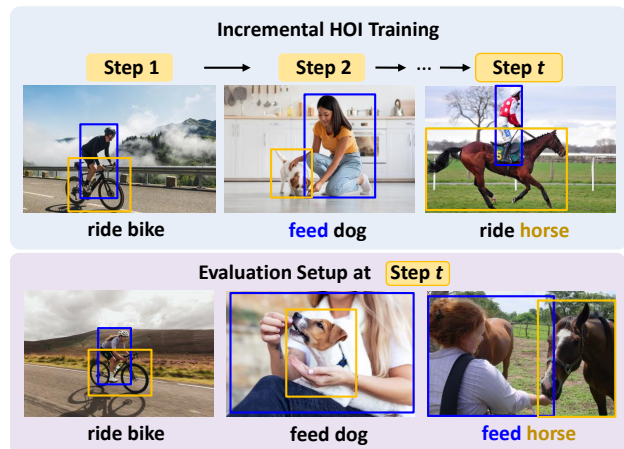 Incremental HOI Training
Step 1 Step 2 ... Step t
ride bike feed dog ride horse
Evaluation Setup at Step t
ride bike feed dog feed horse